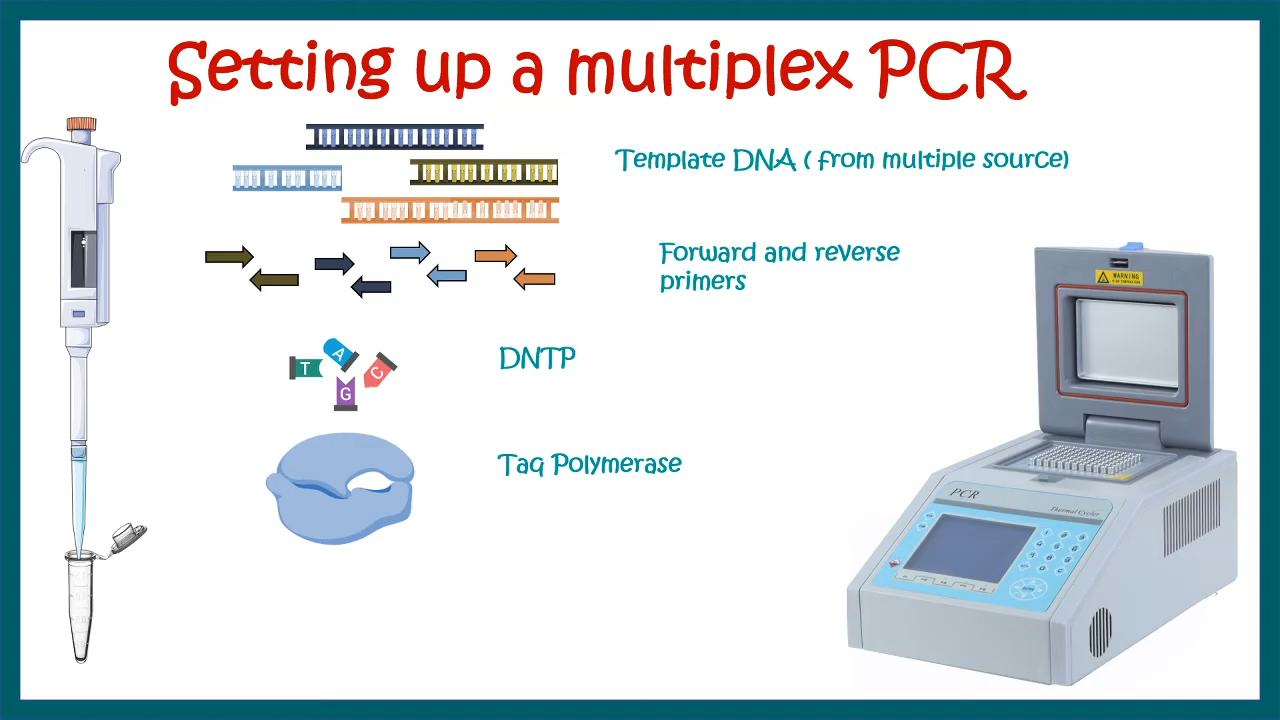 Setting up a multiplex PCR
Template DNA ( from multiple source)
Forward and reverse
primers
T
A
C
G
DNTP
Taq Polymerase
WARNING
PCR
Thermal Cycler